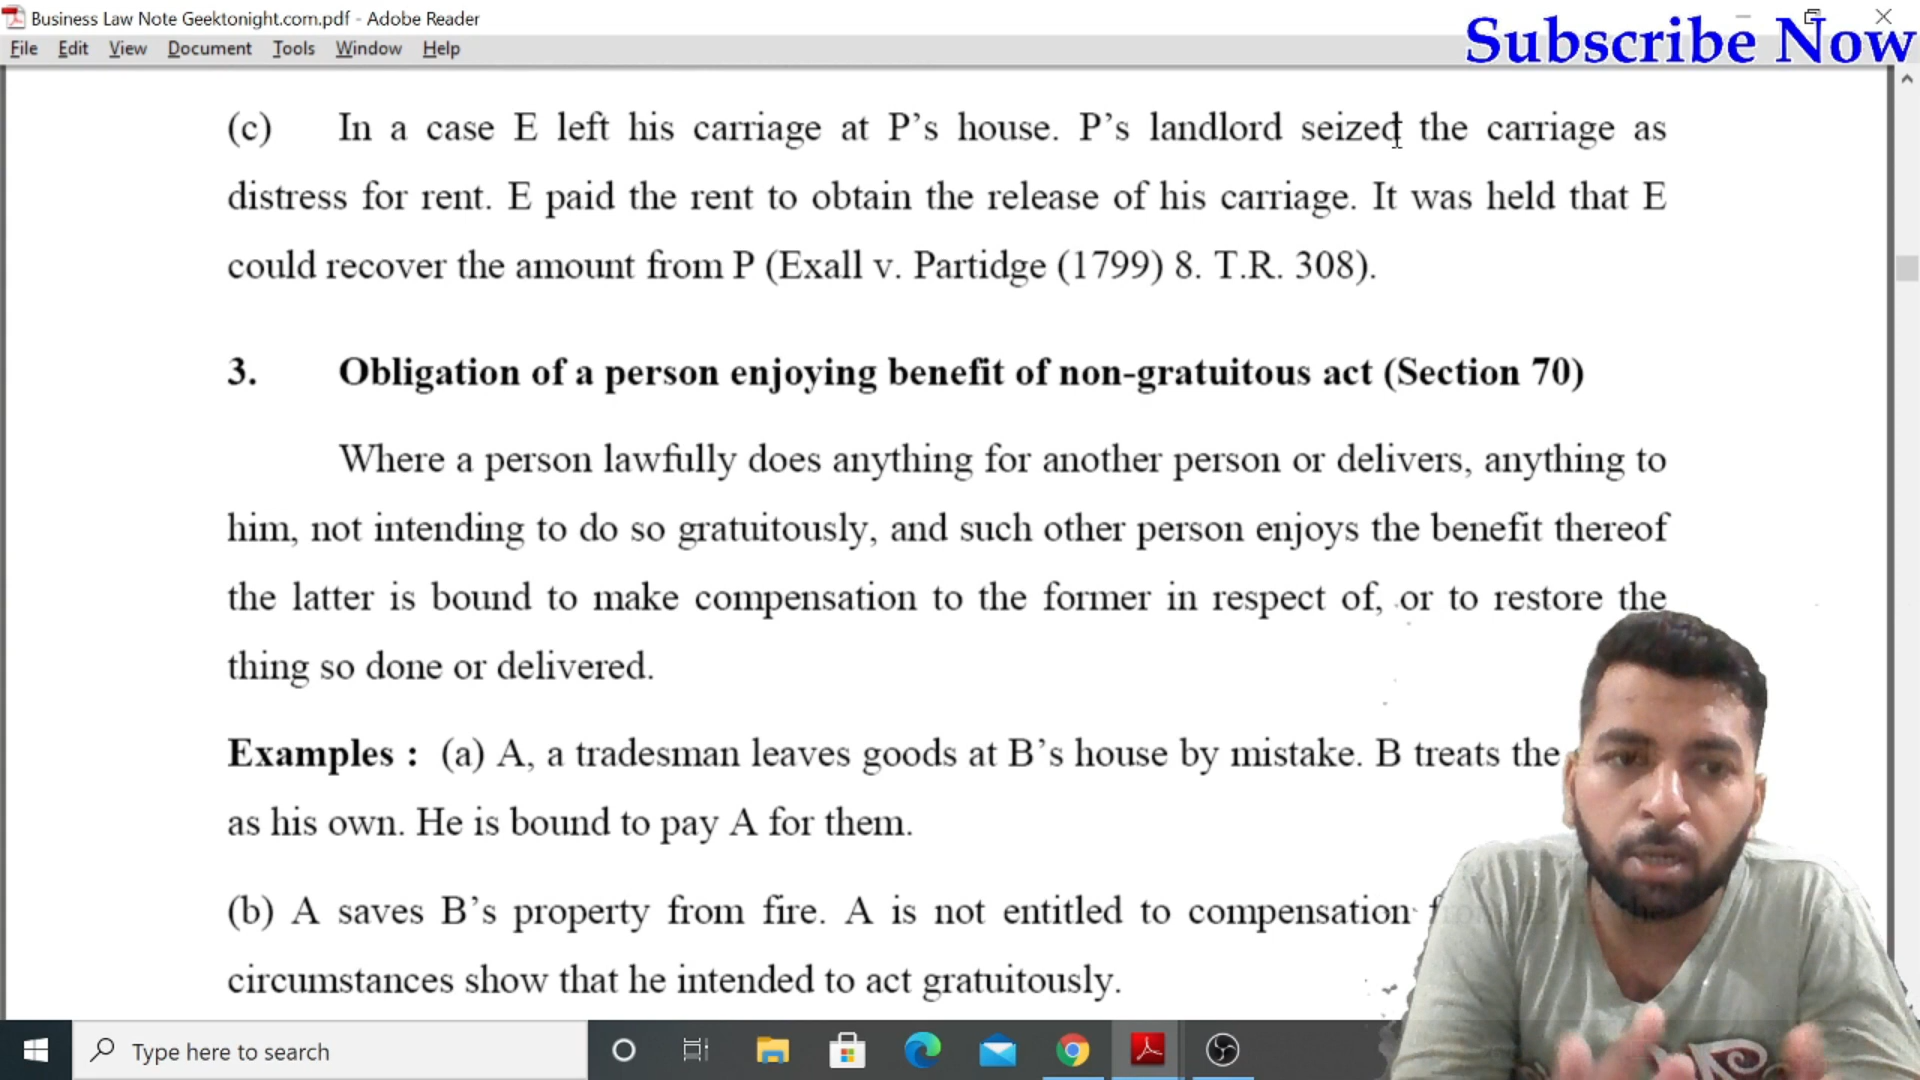 Business Law Note Geektonight.com.pdf - Adobe Reader
Subscribe Now
File Edit View Document Tools Window Help
(c) In a case E left his carriage at P’s house. P’s landlord seized the carriage as
distress for rent. E paid the rent to obtain the release of his carriage. It was held that E
could recover the amount from P (Exall v. Partidge (1799) 8. T.R. 308).
3. Obligation of a person enjoying benefit of non-gratuitous act (Section 70)
Where a person lawfully does anything for another person or delivers, anything to
him, not intending to do so gratuitously, and such other person enjoys the benefit thereof
the latter is bound to make compensation to the former in respect of, or to restore the
thing so done or delivered.
Examples : (a) A, a tradesman leaves goods at B’s house by mistake. B treats the
as his own. He is bound to pay A for them.
(b) A saves B’s property from fire. A is not entitled to compensation
circumstances show that he intended to act gratuitously.
Type here to search